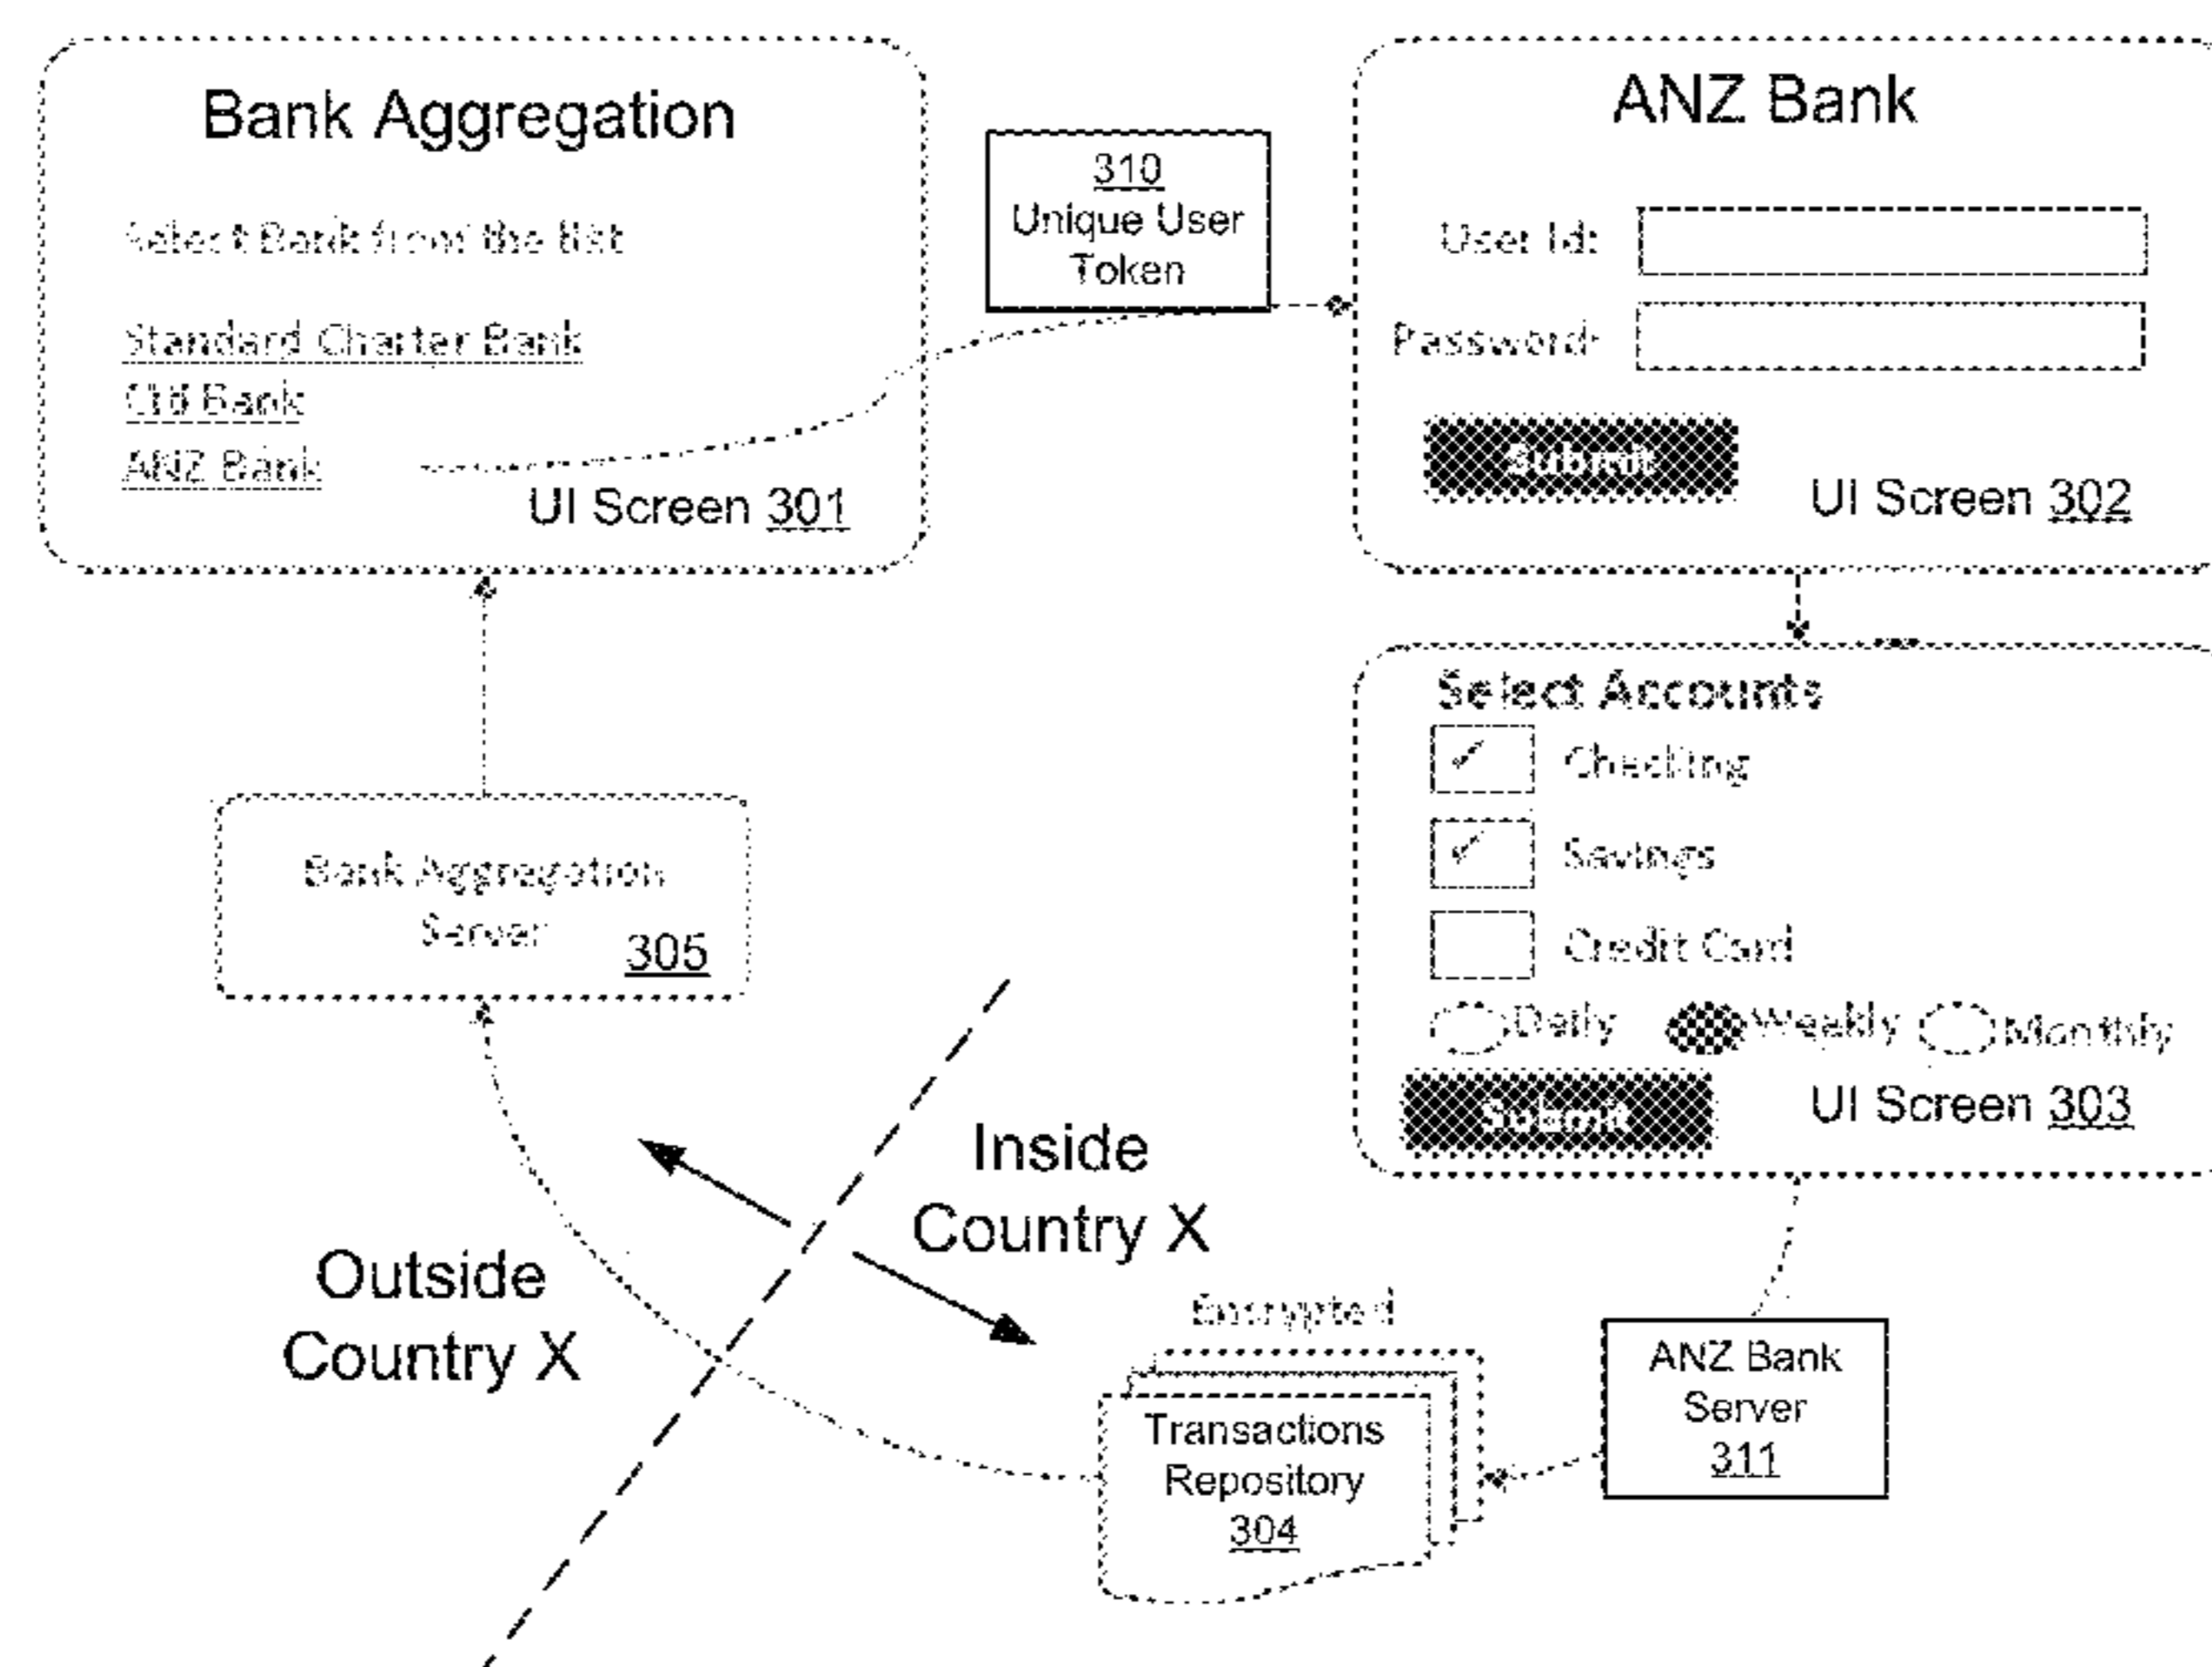 Bank Aggregation
Select Bank from the list
Standard Charter Bank
Citi Bank
ANZ Bank
UI Screen 301
310
Unique User
Token
ANZ Bank
User Id:
Password:
Submit
UI Screen 302
Select Accounts
Checking
Savings
Credit Card
Daily Weekly Monthly
Submit
UI Screen 303
Bank Aggregation
Server
305
Inside
Country X
Outside
Country X
Encrypted
Transactions
Repository
304
ANZ Bank
Server
311